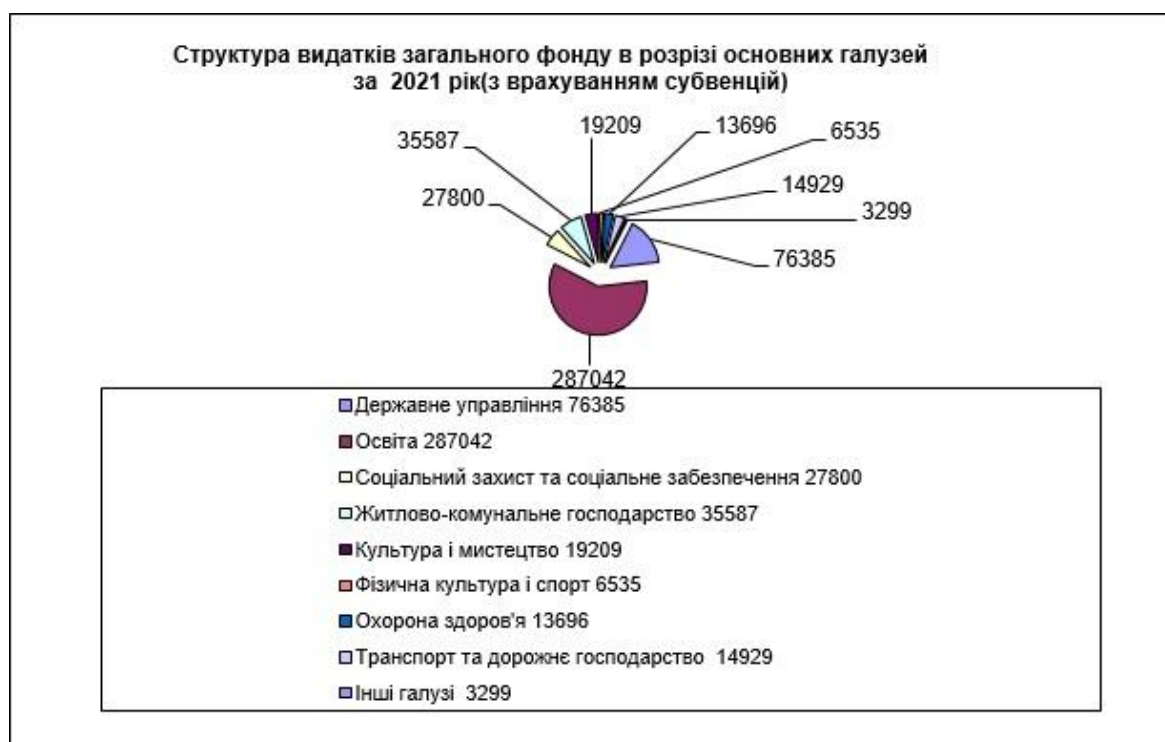 Структура видатків загального фонду в розрізі основних галузей
за  2021 рік(з врахуванням субвенцій)
19209
13696
6535
35587
14929
27800
3299
76385
287042
Державне управління 76385
Освіта 287042
Соціальний захист та соціальне забезпечення 27800
Житлово-комунальне господарство 35587
Культура і мистецтво 19209
Фізична культура і спорт 6535
Охорона здоров'я 13696
Транспорт та дорожнє господарство  14929
Інші галузі  3299